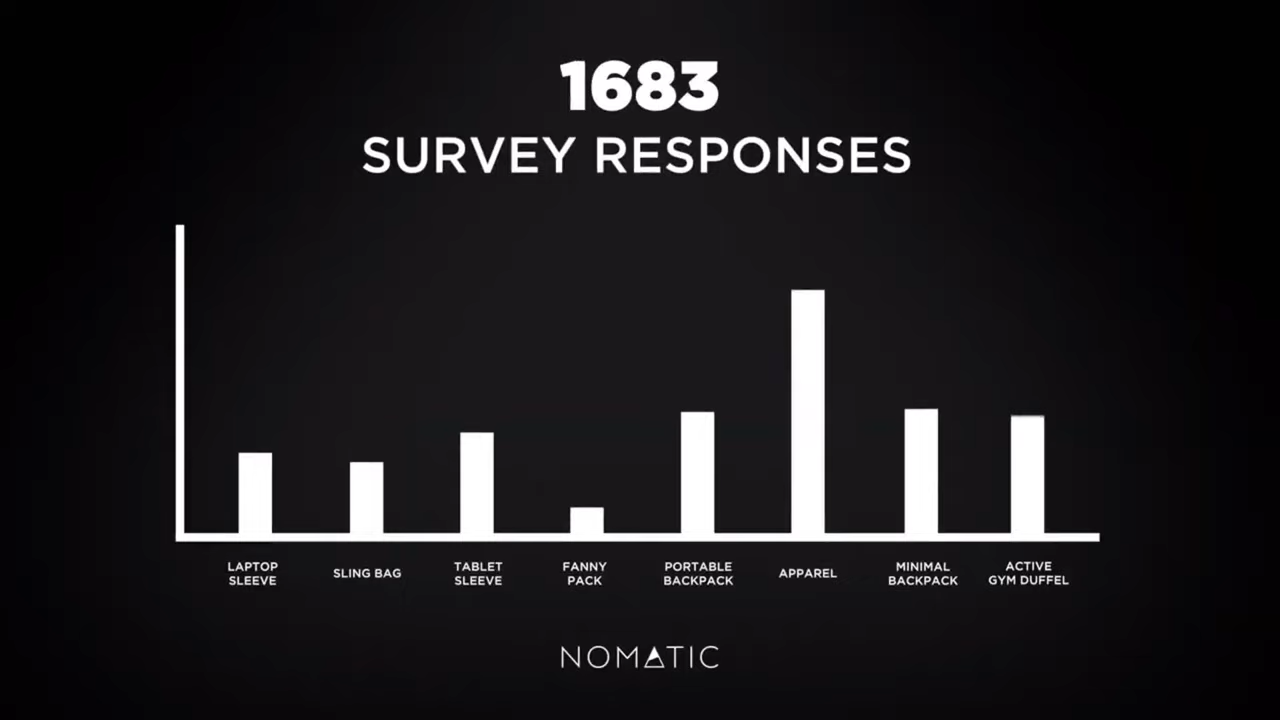 1683
SURVEY RESPONSES
LAPTOP
SLEEVE
SLING BAG
TABLET
SLEEVE
FANNY
PACK
PORTABLE
BACKPACK
APPAREL
MINIMAL
BACKPACK
ACTIVE
GYM DUFFEL
NOMATIC